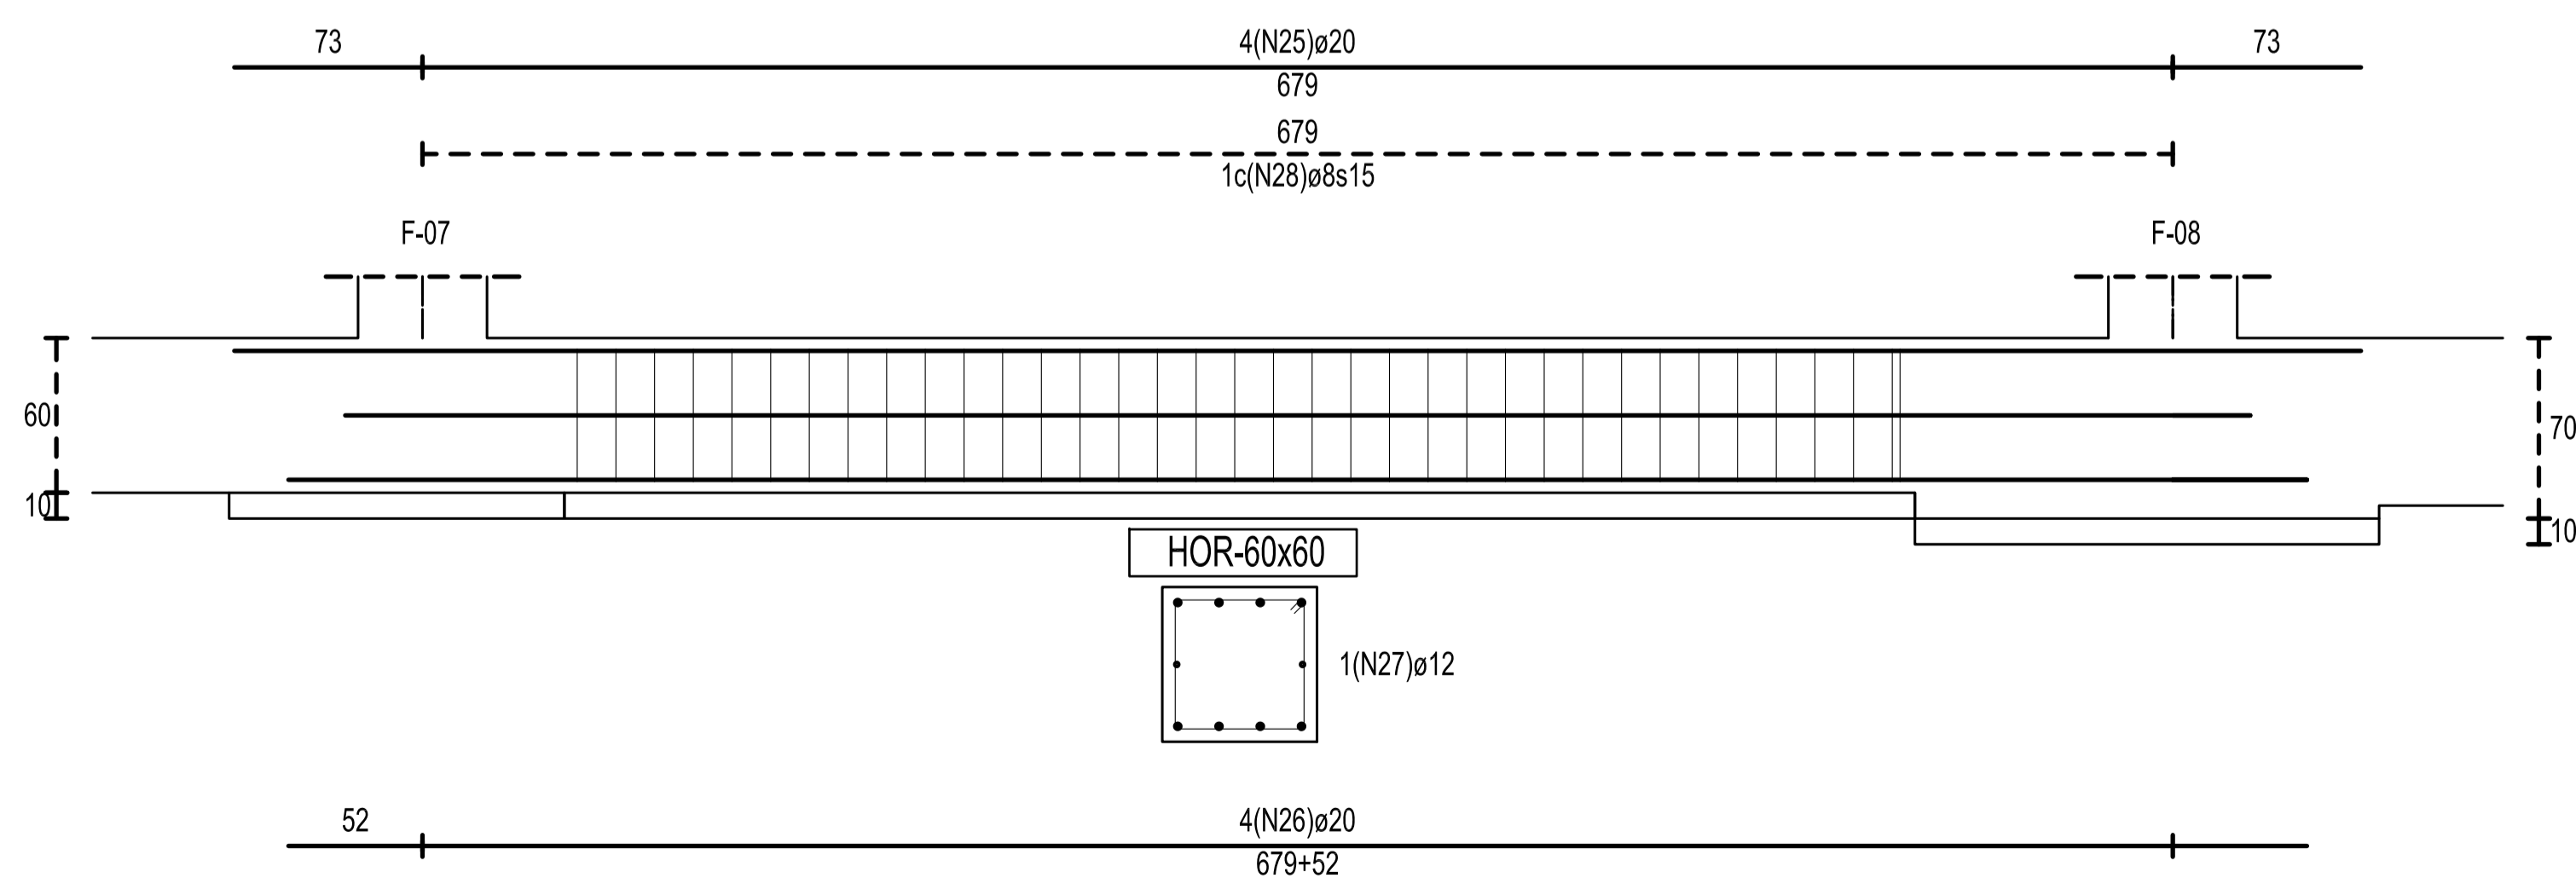 73
4(N25)ø20
73
679
679
1c(N28)ø8s15
F-07
F-08
60
70
10
10
HOR-60x60
1(N27)ø12
52
4(N26)ø20
679+52